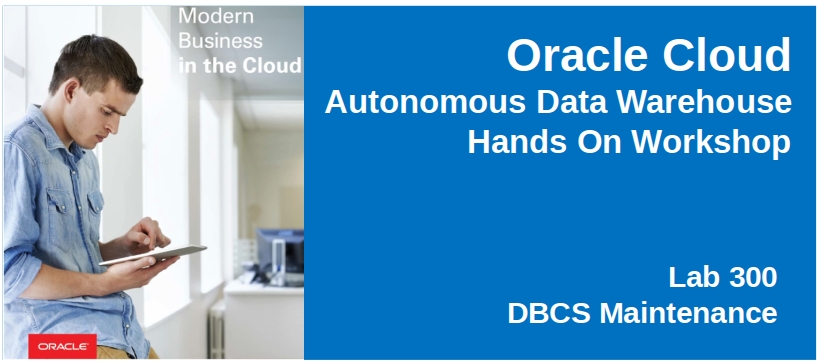 Modern
Business
in the Cloud
Oracle Cloud
Autonomous Data Warehouse
Hands On Workshop
Lab 300
DBCS Maintenance
ORACLE